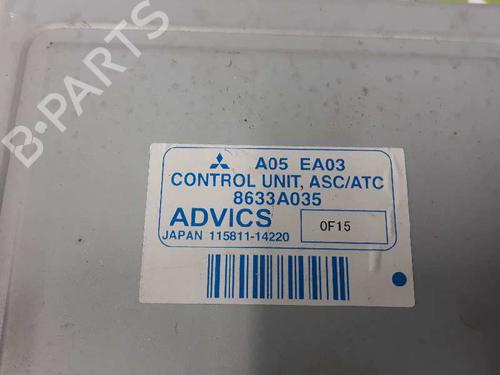 A05 EA03
CONTROL UNIT, ASC/ATC
8633A035
ADVICS
0F15
JAPAN 115811-14220
B-PARTS